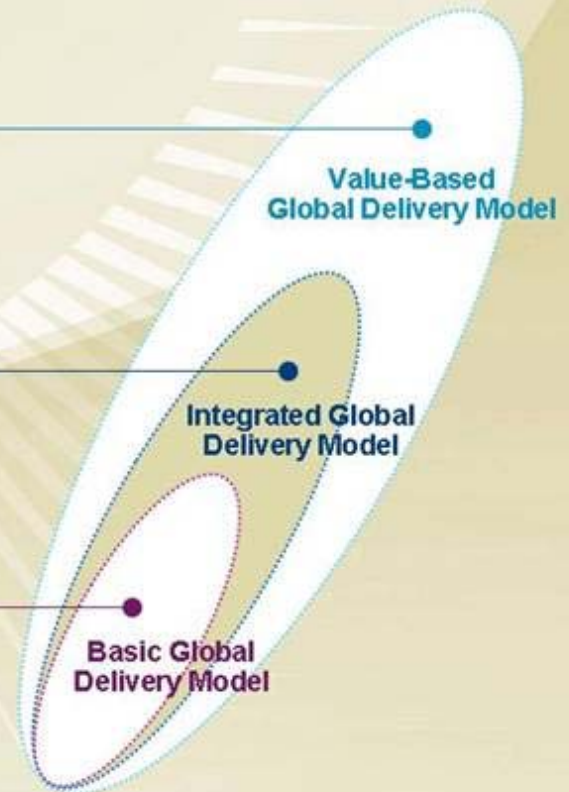 Value-Based
Global Delivery Model
Integrated Global
Delivery Model
Basic Global
Delivery Model